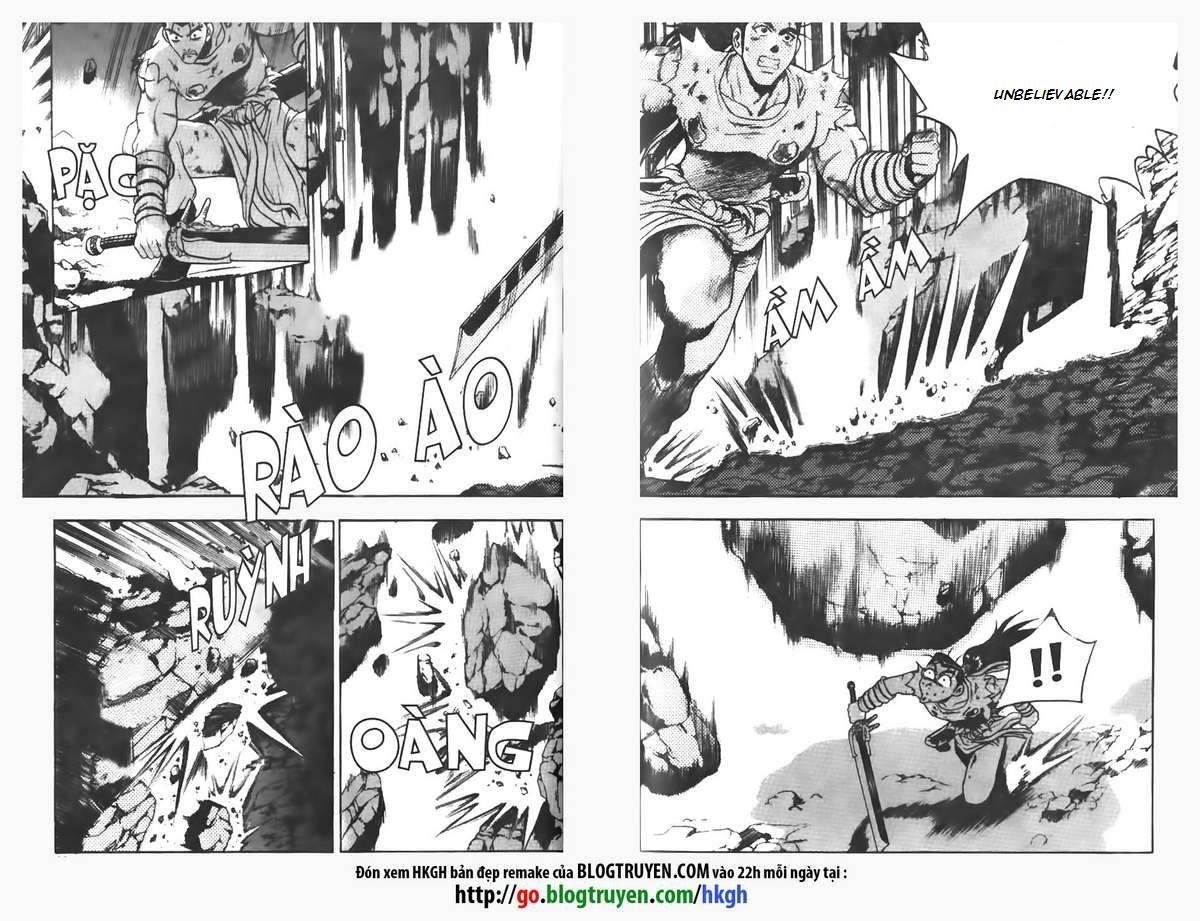 PẶC
RÀO ÀO
RUỲNH
OÀNG
UNBELIEVABLE!!
ẦM ẦM
!!
Đón xem HKGH bản đẹp remake của BLOGTRUYEN.COM vào 22h mỗi ngày tại :
http://go.blogtruyen.com/hkgh